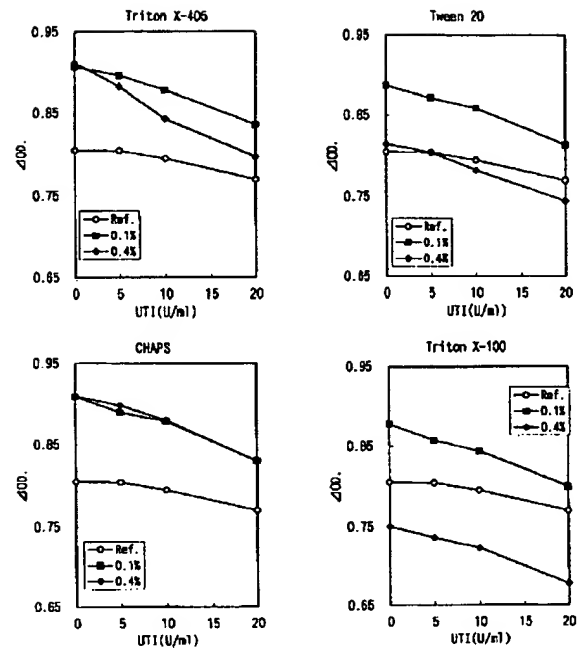 Triton X-405
0.95
0.85
0.75
0.65
⊿OD.
Ref.
0.1%
0.4%
0 5 10 15 20
UTI(U/ml)
Tween 20
0.95
0.85
0.75
0.65
⊿OD.
Ref.
0.1%
0.4%
0 5 10 15 20
UTI(U/ml)
CHAPS
0.95
0.85
0.75
0.65
⊿OD.
Ref.
0.1%
0.4%
0 5 10 15 20
UTI(U/ml)
Triton X-100
0.95
0.85
0.75
0.65
⊿OD.
Ref.
0.1%
0.4%
0 5 10 15 20
UTI(U/ml)